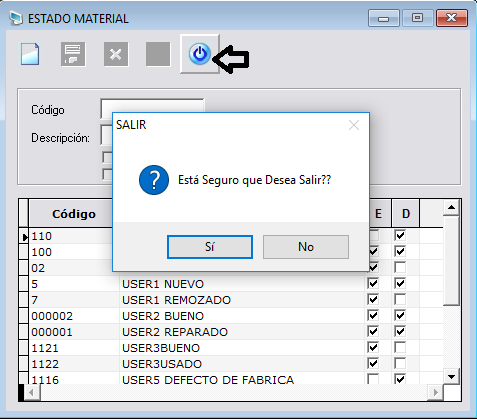 ESTADO MATERIAL
Código
Descripción:
SALIR
Está Seguro que Desea Salir??
Sí No
Código E D
110
100
02
5 USER1 NUEVO
7 USER1 REMOZADO
000002 USER2 BUENO
000001 USER2 REPARADO
1121 USER3BUENO
1122 USER3USADO
1116 USER5 DEFECTO DE FABRICA